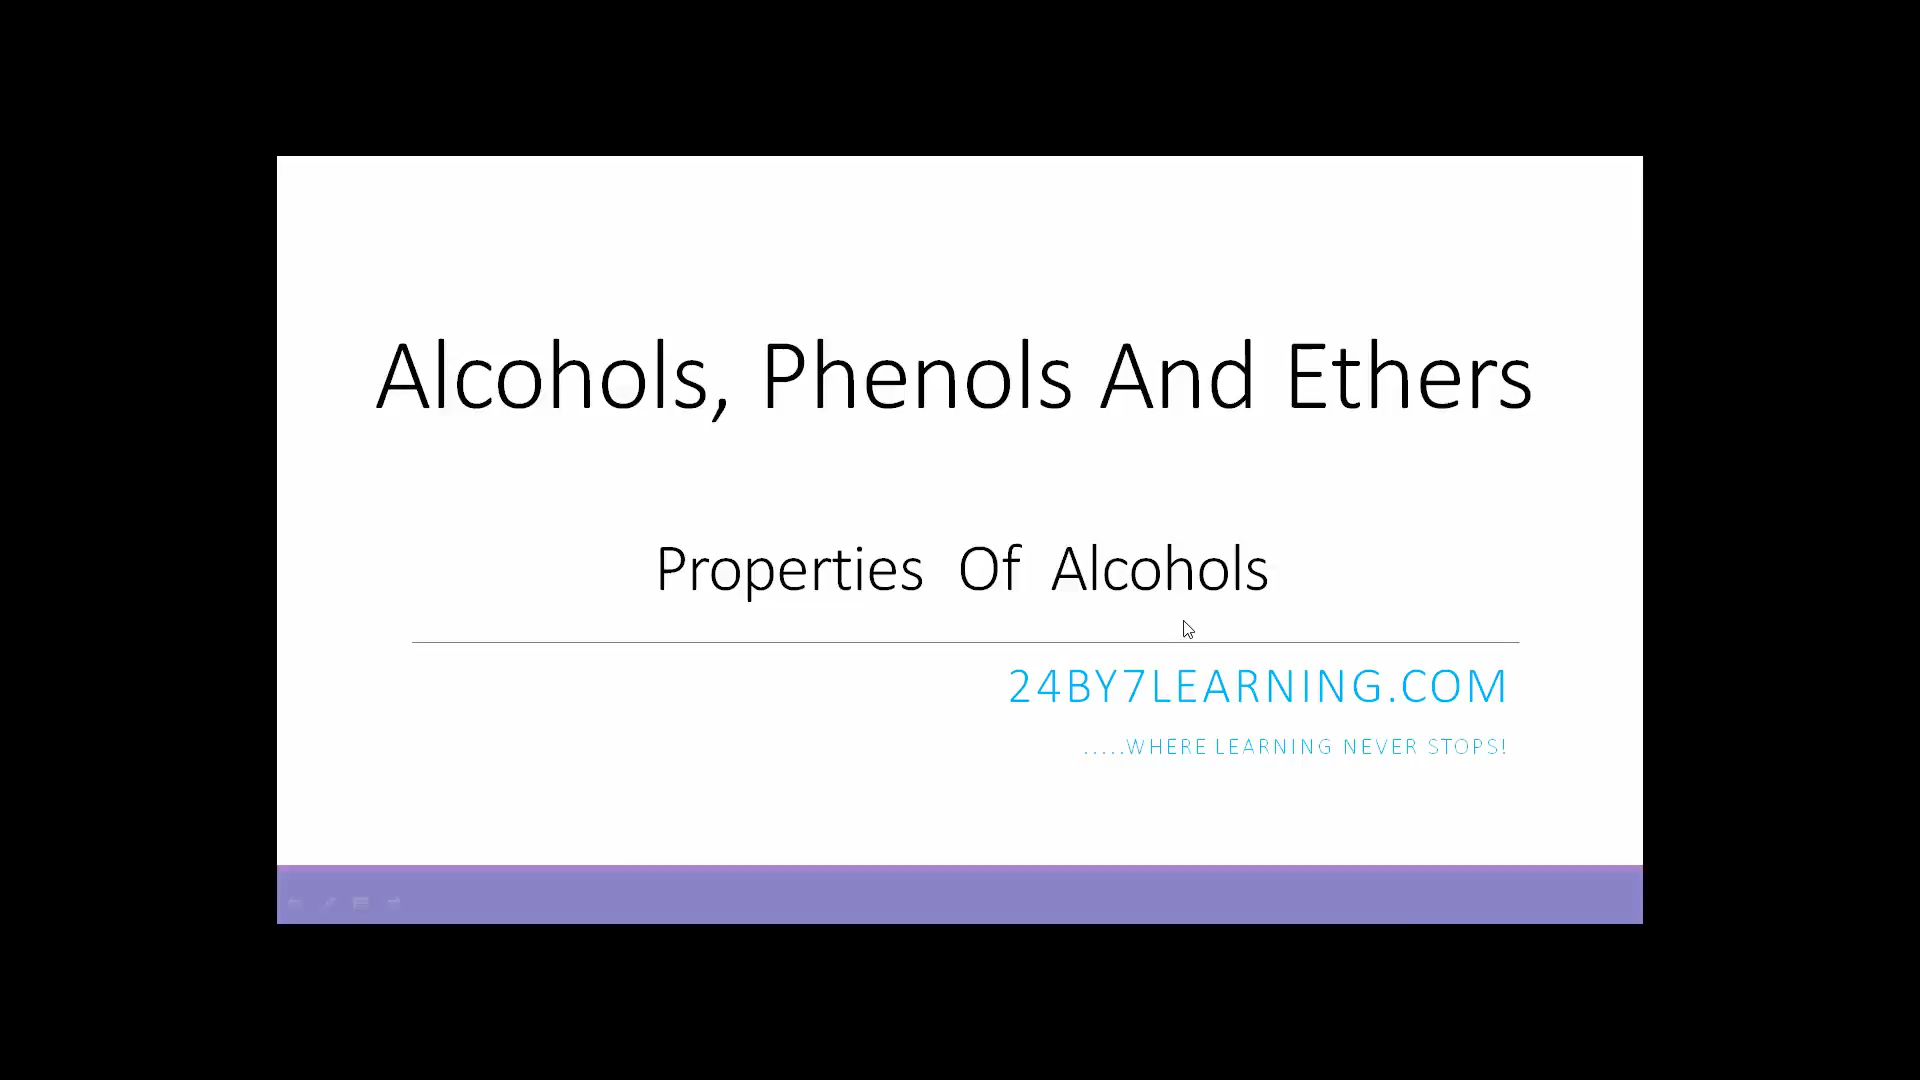 Alcohols, Phenols And Ethers
Properties Of Alcohols
24BY7LEARNING.COM
.....WHERE LEARNING NEVER STOPS!